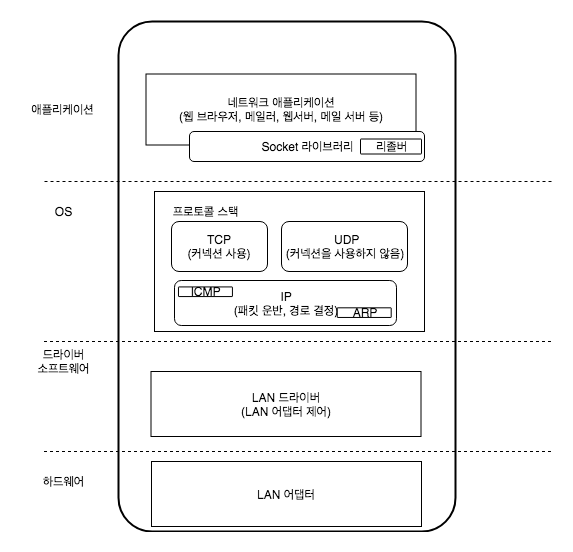 애플리케이션
네트워크 애플리케이션
(웹 브라우저, 메일러, 웹서버, 메일 서버 등)
Socket 라이브러리
리졸버
OS
프로토콜 스택
TCP
(커넥션 사용)
UDP
(커넥션을 사용하지 않음)
ICMP
IP
(패킷 운반, 경로 결정)
ARP
드라이버
소프트웨어
LAN 드라이버
(LAN 어댑터 제어)
하드웨어
LAN 어댑터